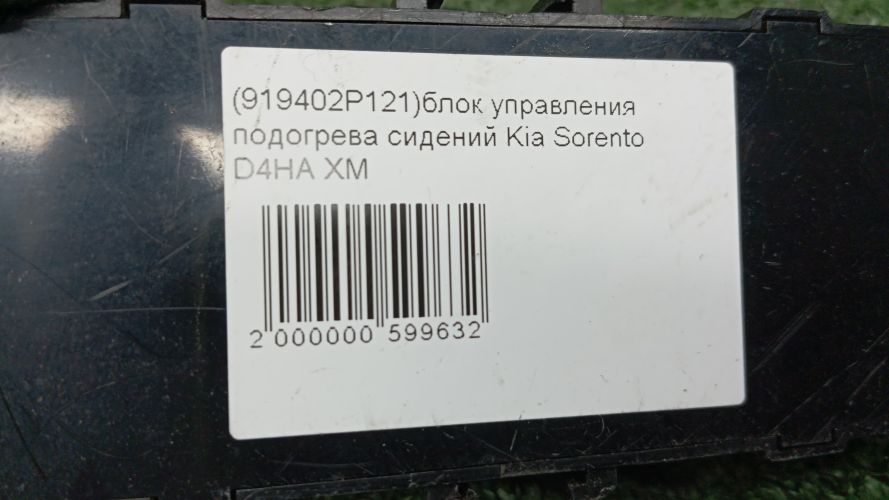 (919402P121)блок управления
подогрева сидений Kia Sorento
D4HA XM
2 000000 599632